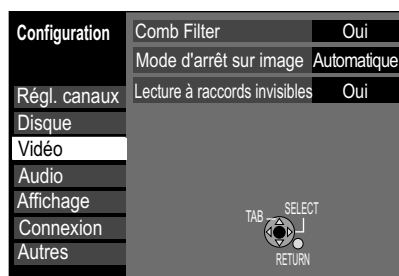 Configuration
Comb Filter Oui
Mode d'arrêt sur image Automatique
Régl. canaux
Lecture à raccords invisibles Oui
Disque
Vidéo
Audio
Affichage
Connexion
Autres
TAB
SELECT
RETURN